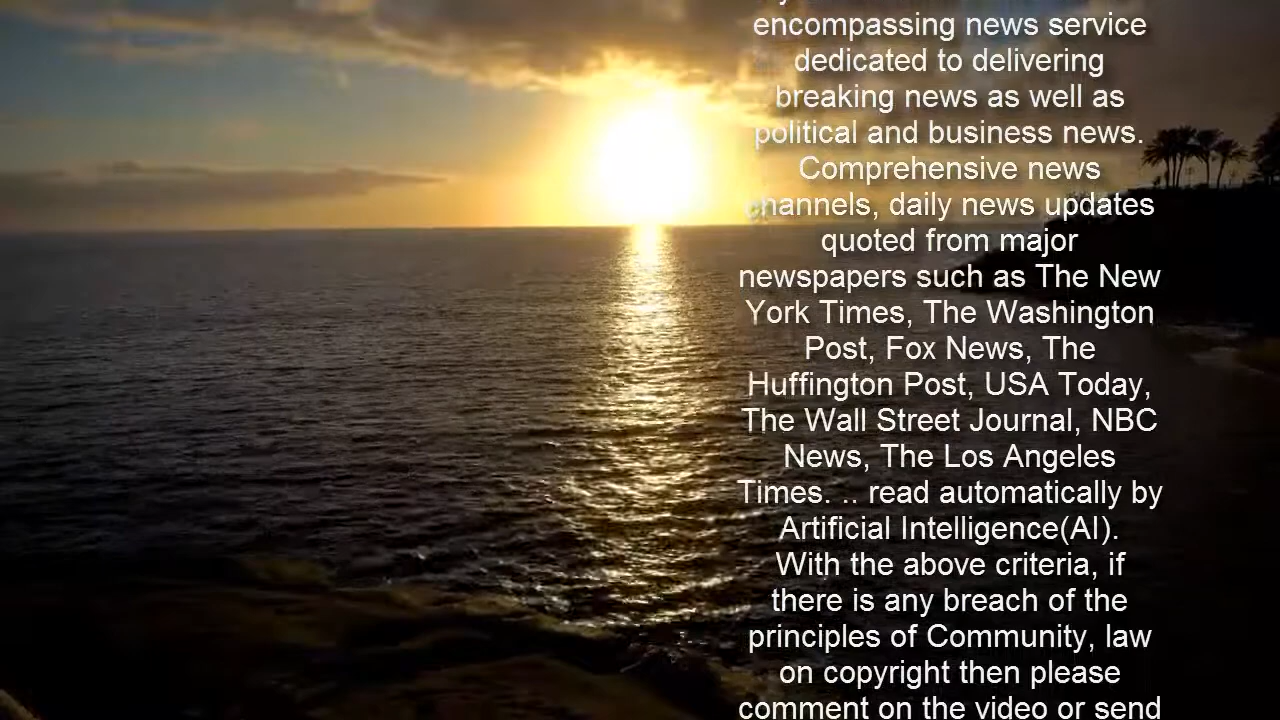 encompassing news service
dedicated to delivering
breaking news as well as
political and business news.
Comprehensive news
channels, daily news updates
quoted from major
newspapers such as The New
York Times, The Washington
Post, Fox News, The
Huffington Post, USA Today,
The Wall Street Journal, NBC
News, The Los Angeles
Times. .. read automatically by
Artificial Intelligence(AI).
With the above criteria, if
there is any breach of the
principles of Community, law
on copyright then please
comment on the video or send